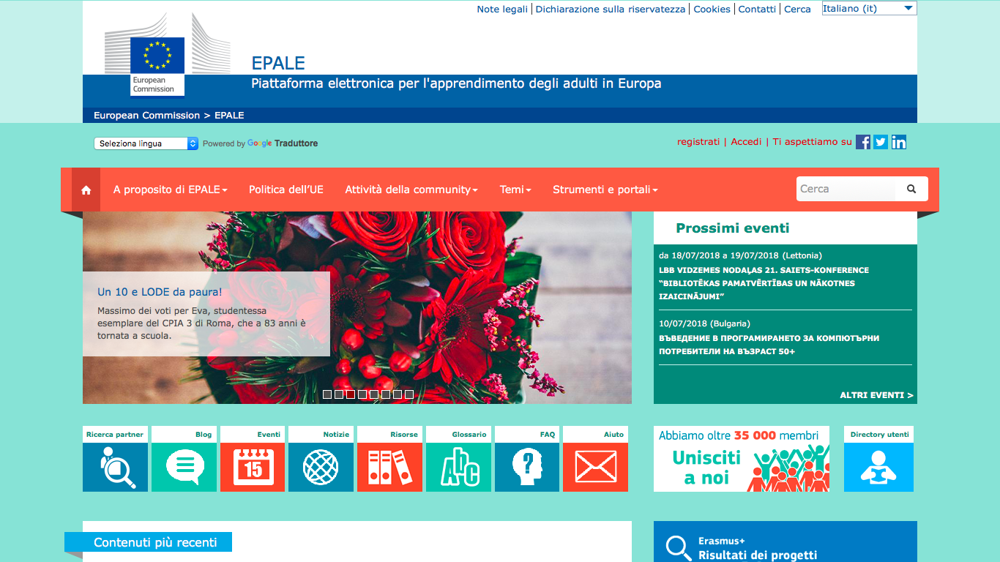 Note legali | Dichiarazione sulla riservatezza | Cookies | Contatti | Cerca
Italiano (it)
European
Commission
EPALE
Piattaforma elettronica per l'apprendimento degli adulti in Europa
European Commission > EPALE
Seleziona lingua
Powered by Google Traduttore
registrati | Accedi | Ti aspettiamo su
A proposito di EPALE
Politica dell'UE
Attività della community
Temi
Strumenti e portali
Cerca
Un 10 e LODE da paura!
Massimo dei voti per Eva, studentessa
esemplare del CPIA 3 di Roma, che a 83 anni è
tornata a scuola.
Prossimi eventi
da 18/07/2018 a 19/07/2018 (Lettonia)
LBB VIDZEMES NODAĻAS 21. SAIETS-KONFERENCE
“BIBLIOTĒKAS PAMATVĒRTĪBAS UN NĀKOTNES
IZAICINĀJUMI”
10/07/2018 (Bulgaria)
ВЪВЕДЕНИЕ В ПРОГРАМИРАНЕТО ЗА КОМПЮТЪРНИ
ПОТРЕБИТЕЛИ НА ВЪЗРАСТ 50+
ALTRI EVENTI >
Ricerca partner
Blog
Eventi
15
Notizie
Risorse
Glossario
AbC
FAQ
?
Aiuto
Abbiamo oltre 35 000 membri
Unisciti
a noi
Directory utenti
Contenuti più recenti
Erasmus+
Risultati dei progetti